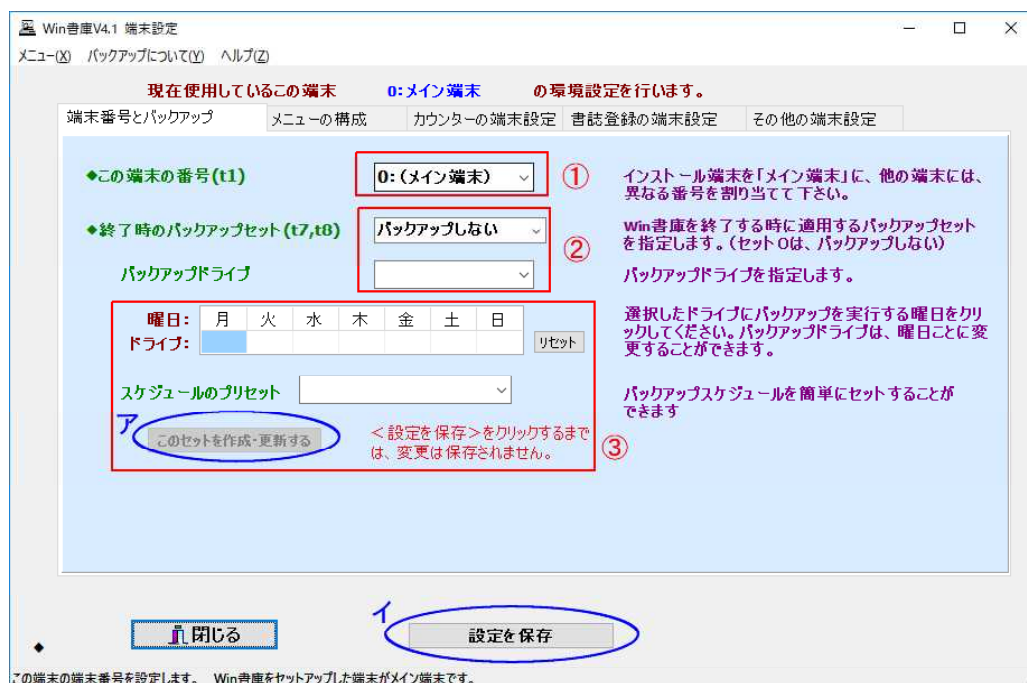 Win書庫V4.1 端末設定
メニュー(X) バックアップについて(Y) ヘルプ(Z)
現在使用しているこの端末 0:メイン端末 の環境設定を行います。
端末番号とバックアップ メニューの構成 カウンターの端末設定 書誌登録の端末設定 その他の端末設定
◆この端末の番号(t1) 0:(メイン端末) ① インストール端末を「メイン端末」に、他の端末には、
異なる番号を割り当てて下さい。
◆終了時のバックアップセット(t7,t8) バックアップしない ② Win書庫を終了する時に適用するバックアップセット
を指定します。(セット0は、バックアップしない)
バックアップドライブ バックアップドライブを指定します。
曜日: 月 火 水 木 金 土 日 選択したドライブにバックアップを実行する曜日をクリ
ドライブ: リセット ックしてください。バックアップドライブは、曜日ごとに変
更することができます。
スケジュールのプリセット バックアップスケジュールを簡単にセットすることが
できます
ア このセットを作成・更新する <設定を保存>をクリックするまで
は、変更は保存されません。 ③
閉じる イ 設定を保存
◆
この端末の端末番号を設定します。 Win書庫をセットアップした端末がメイン端末です。